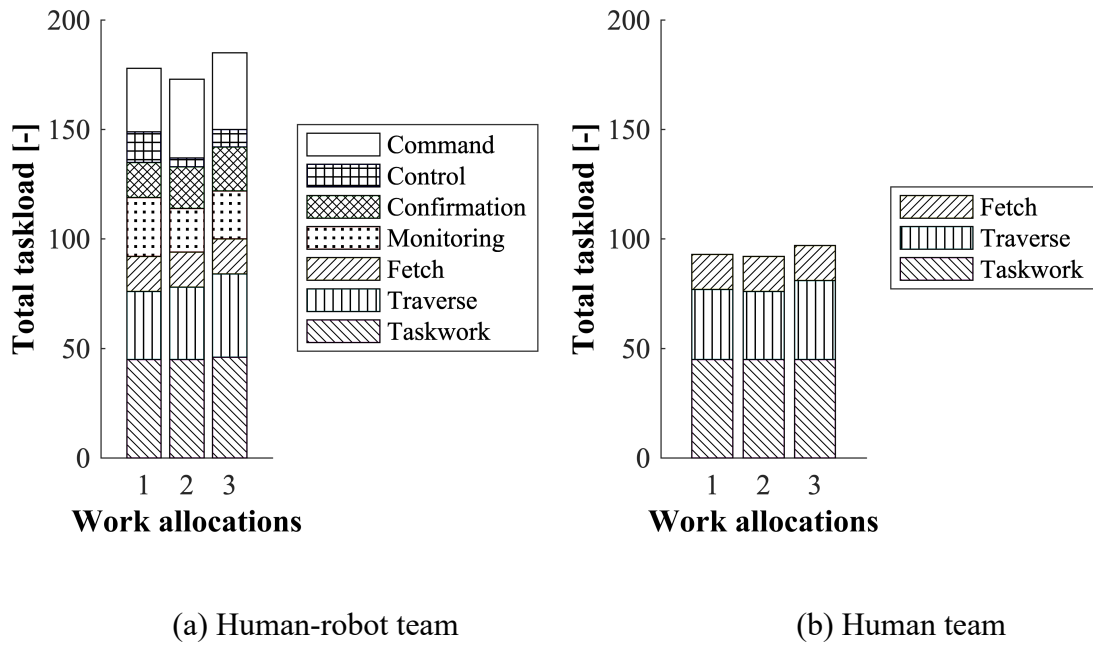 200
150
100
50
0
Total taskload [-]
1 2 3
Work allocations
Command
Control
Confirmation
Monitoring
Fetch
Traverse
Taskwork
(a) Human-robot team
200
150
100
50
0
Total taskload [-]
1 2 3
Work allocations
Fetch
Traverse
Taskwork
(b) Human team